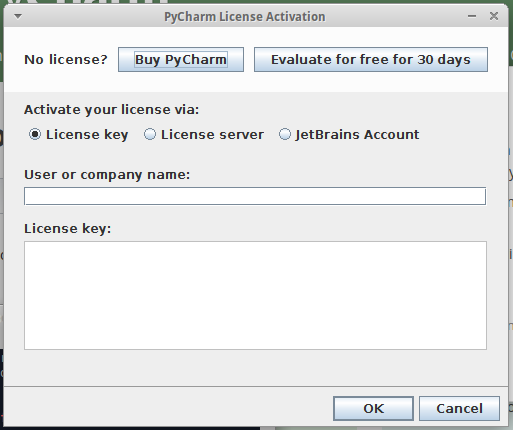 PyCharm License Activation
No license? Buy PyCharm Evaluate for free for 30 days
Activate your license via:
License key License server JetBrains Account
User or company name:
License key:
OK Cancel